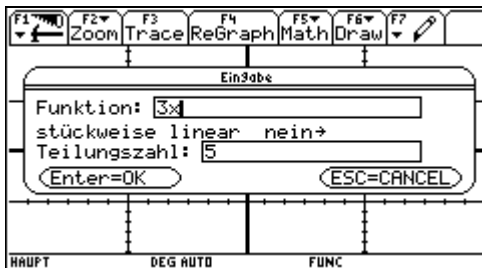 F1 F2 F3 F4 F5 F6 F7
Zoom Trace ReGraph Math Draw
Eingabe
Funktion: 3x
stückweise linear nein→
Teilungszahl: 5
Enter=OK ESC=CANCEL
HAUPT DEG AUTO FUNC